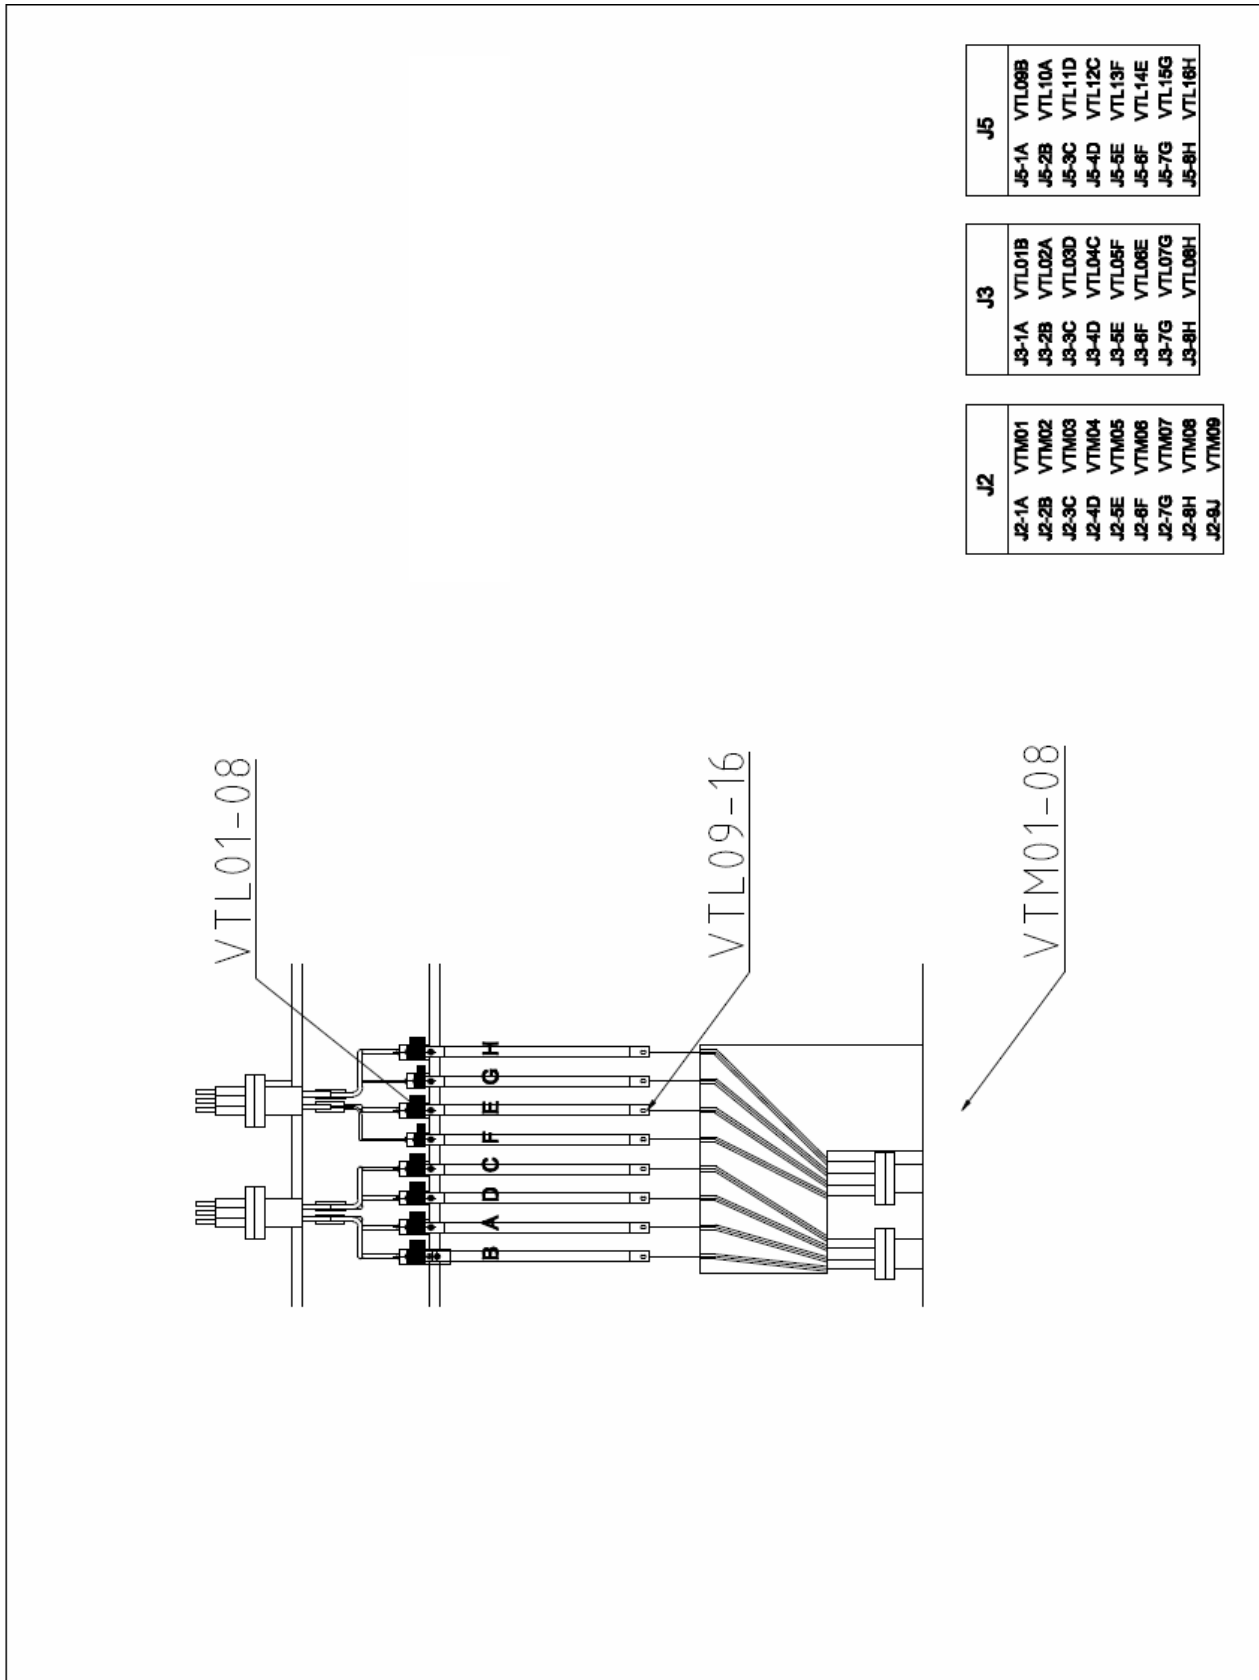 VTL01-08
VTL09-16
VTM01-08
B A D C F E G H
J2
J2-1A VTM01
J2-2B VTM02
J2-3C VTM03
J2-4D VTM04
J2-5E VTM05
J2-6F VTM06
J2-7G VTM07
J2-8H VTM08
J2-9J VTM09
J3
J3-1A VTL01B
J3-2B VTL02A
J3-3C VTL03D
J3-4D VTL04C
J3-5E VTL05F
J3-6F VTL06E
J3-7G VTL07G
J3-8H VTL08H
J5
J5-1A VTL09B
J5-2B VTL10A
J5-3C VTL11D
J5-4D VTL12C
J5-5E VTL13F
J5-6F VTL14E
J5-7G VTL15G
J5-8H VTL16H